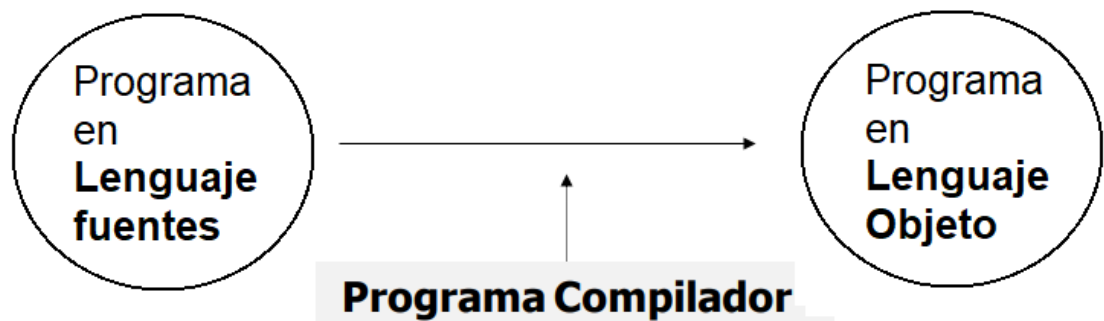 Programa
en
Lenguaje
fuentes
Programa
en
Lenguaje
Objeto
Programa Compilador